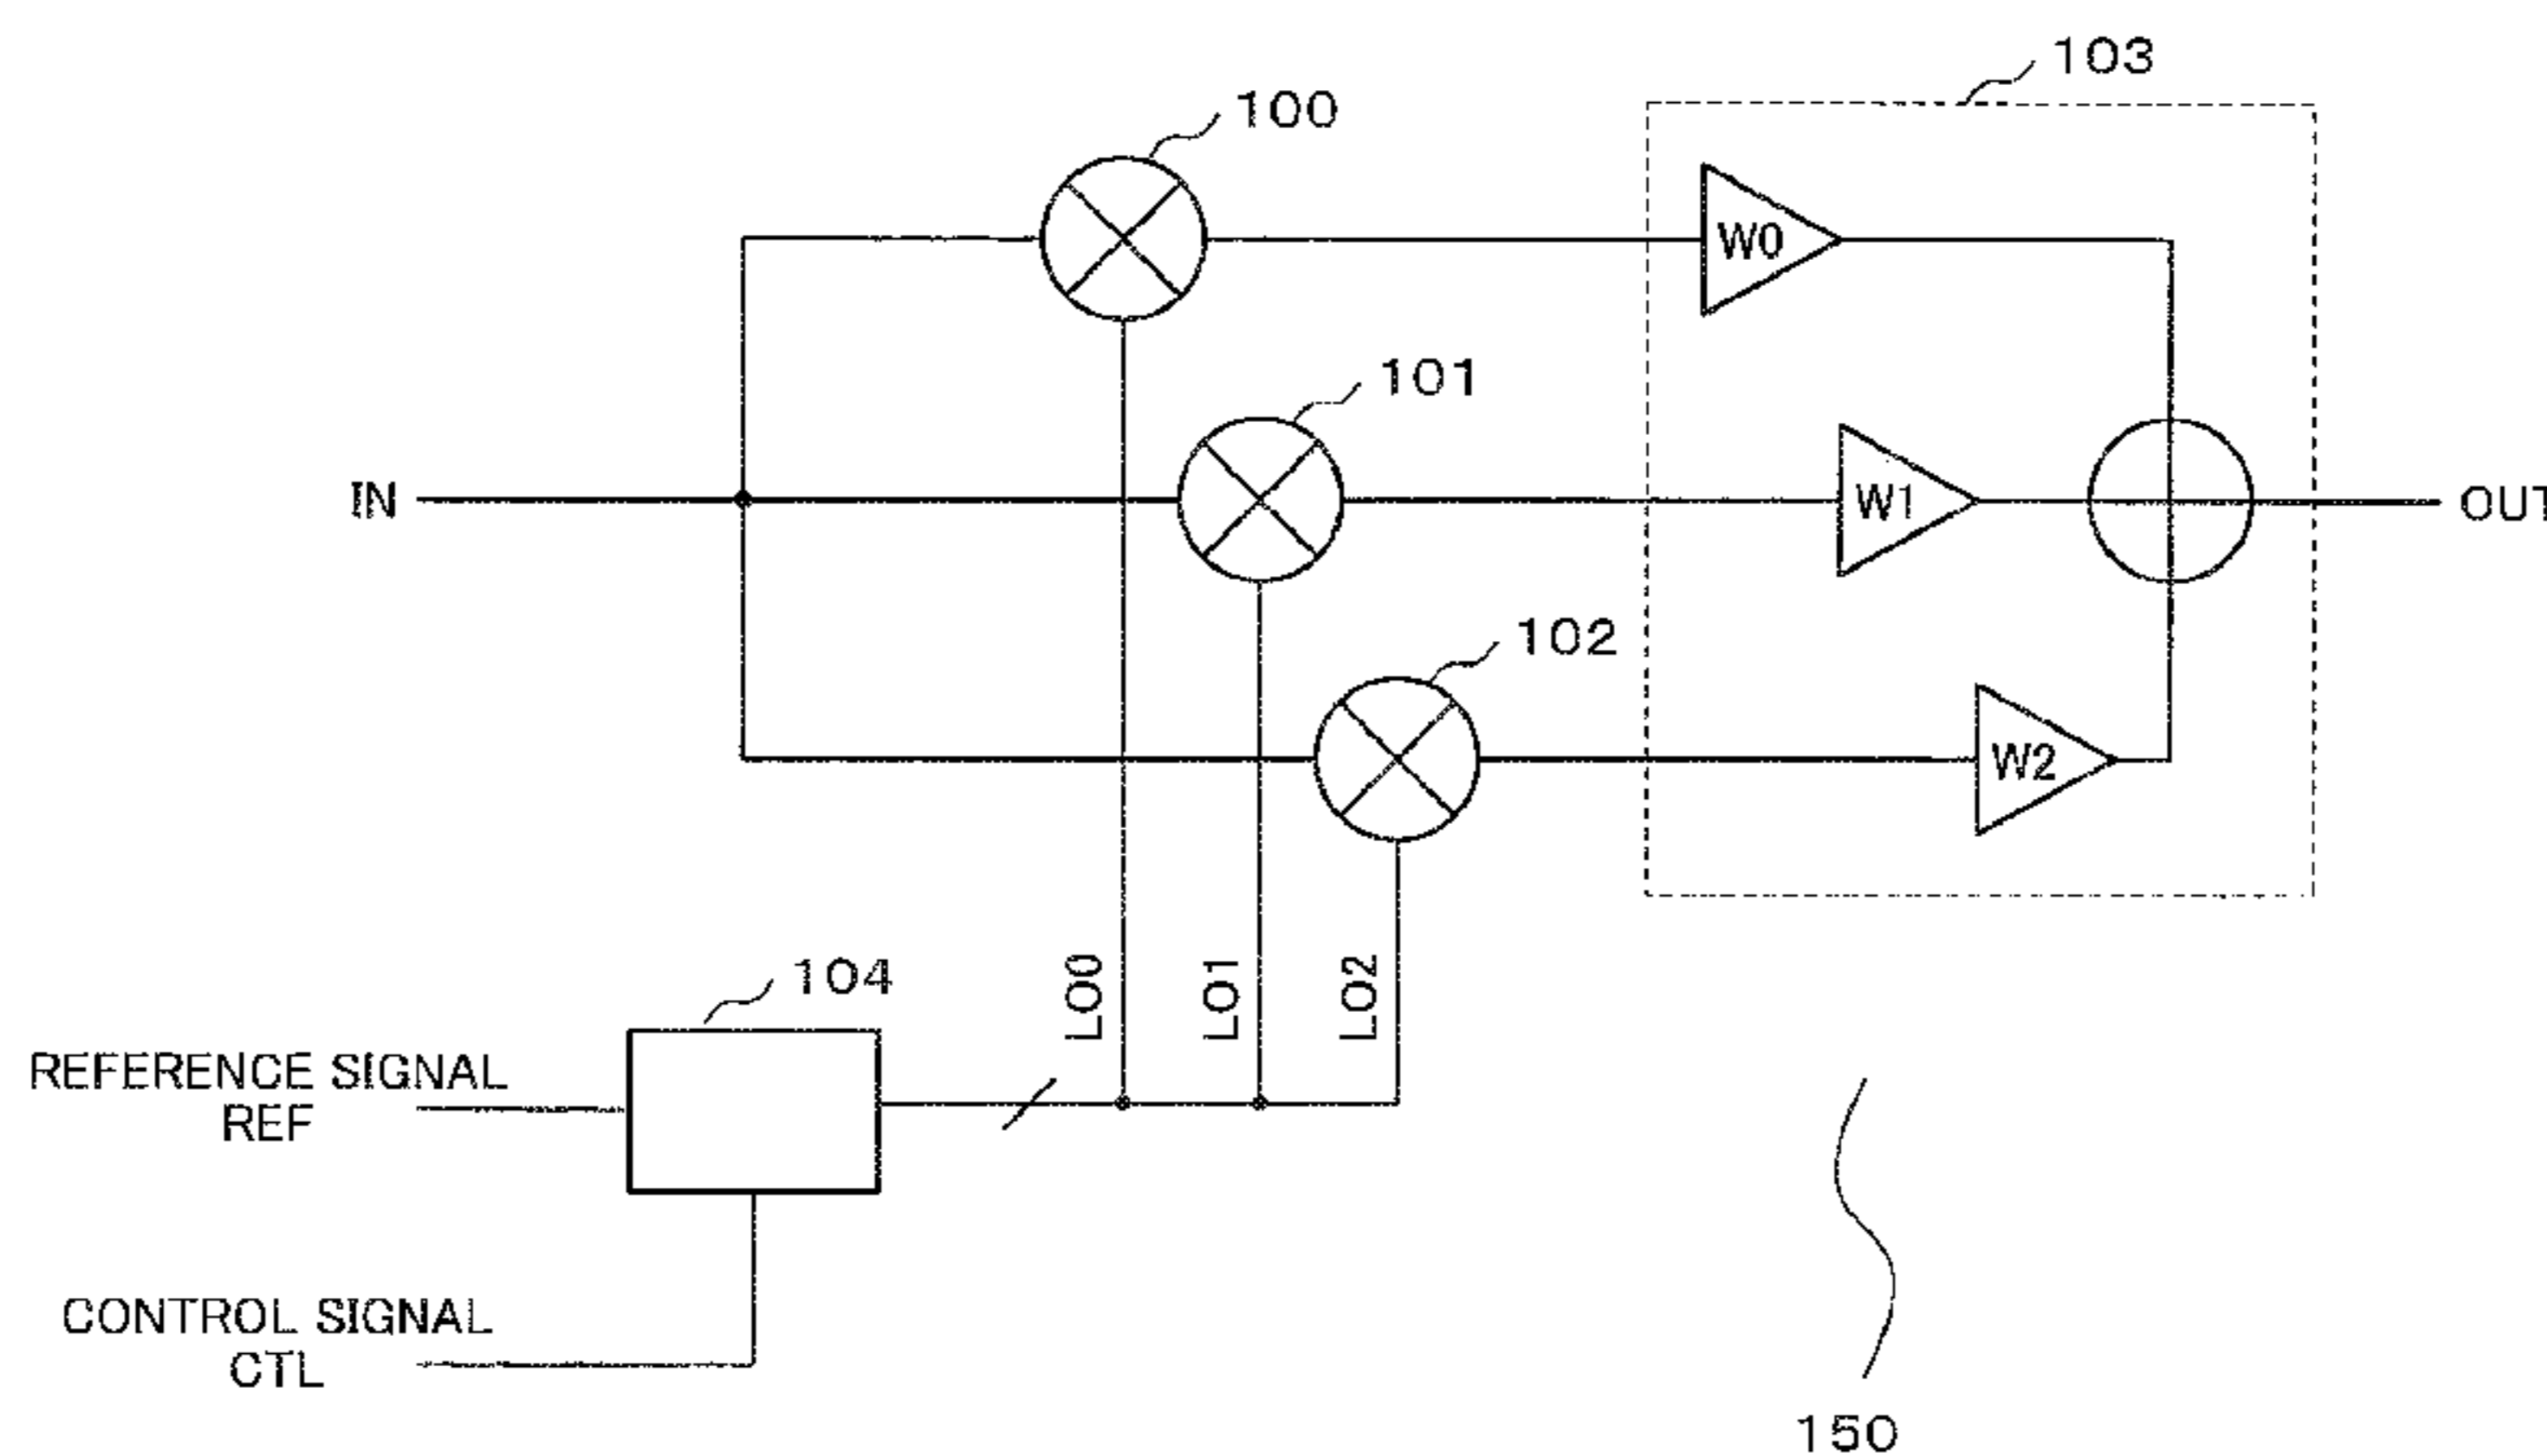 103
100
W0
101
IN
W1
OUT
102
W2
LO0
LO1
LO2
104
REFERENCE SIGNAL
REF
CONTROL SIGNAL
CTL
150